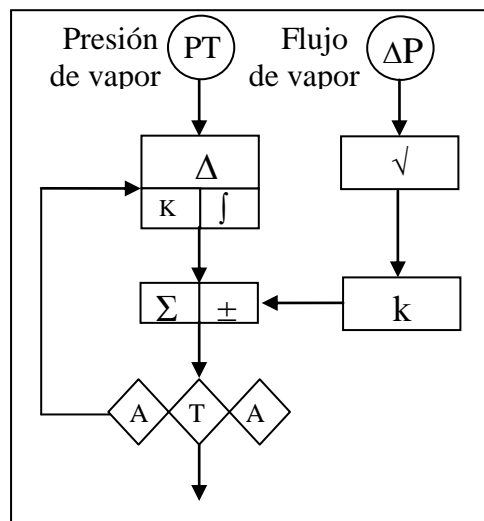 Presión de vapor
PT
Flujo de vapor
ΔP
Δ
√
K ∫
Σ ±
k
A T A